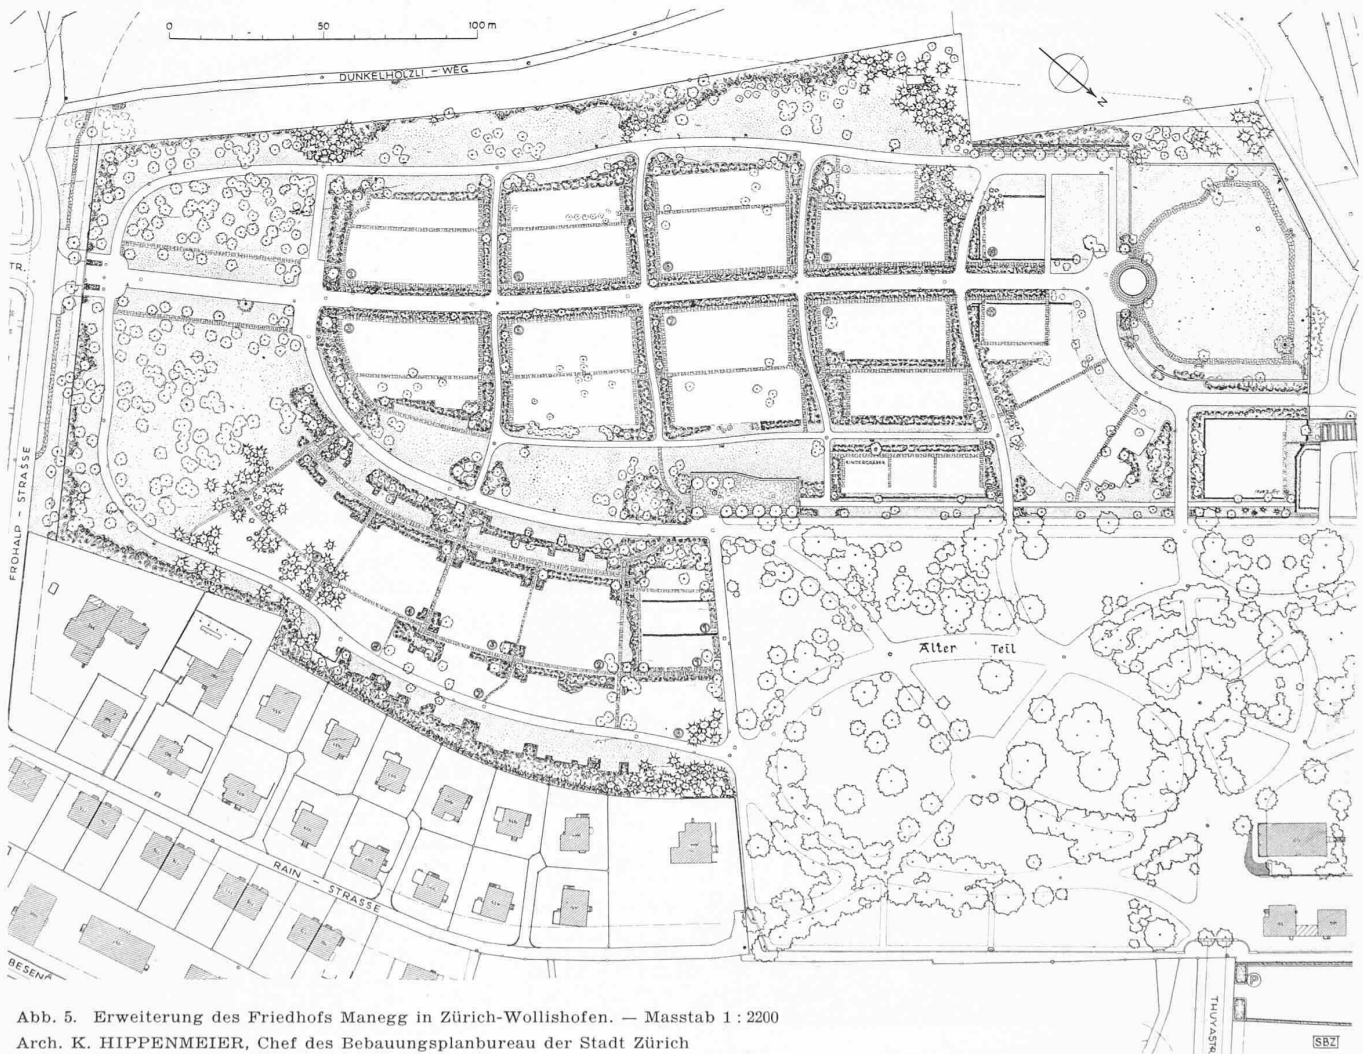 0 50 100 m
DUNKELHÖLZLI - WEG
N
TR.
FROHALP - STRASSE
Alter Teil
RAIN - STRASSE
BESENR
P
THUYASTR
SBZ
Abb. 5. Erweiterung des Friedhofs Manegg in Zürich-Wollishofen. — Masstab 1 : 2200
Arch. K. HIPPENMEIER, Chef des Bebauungsplanbureau der Stadt Zürich